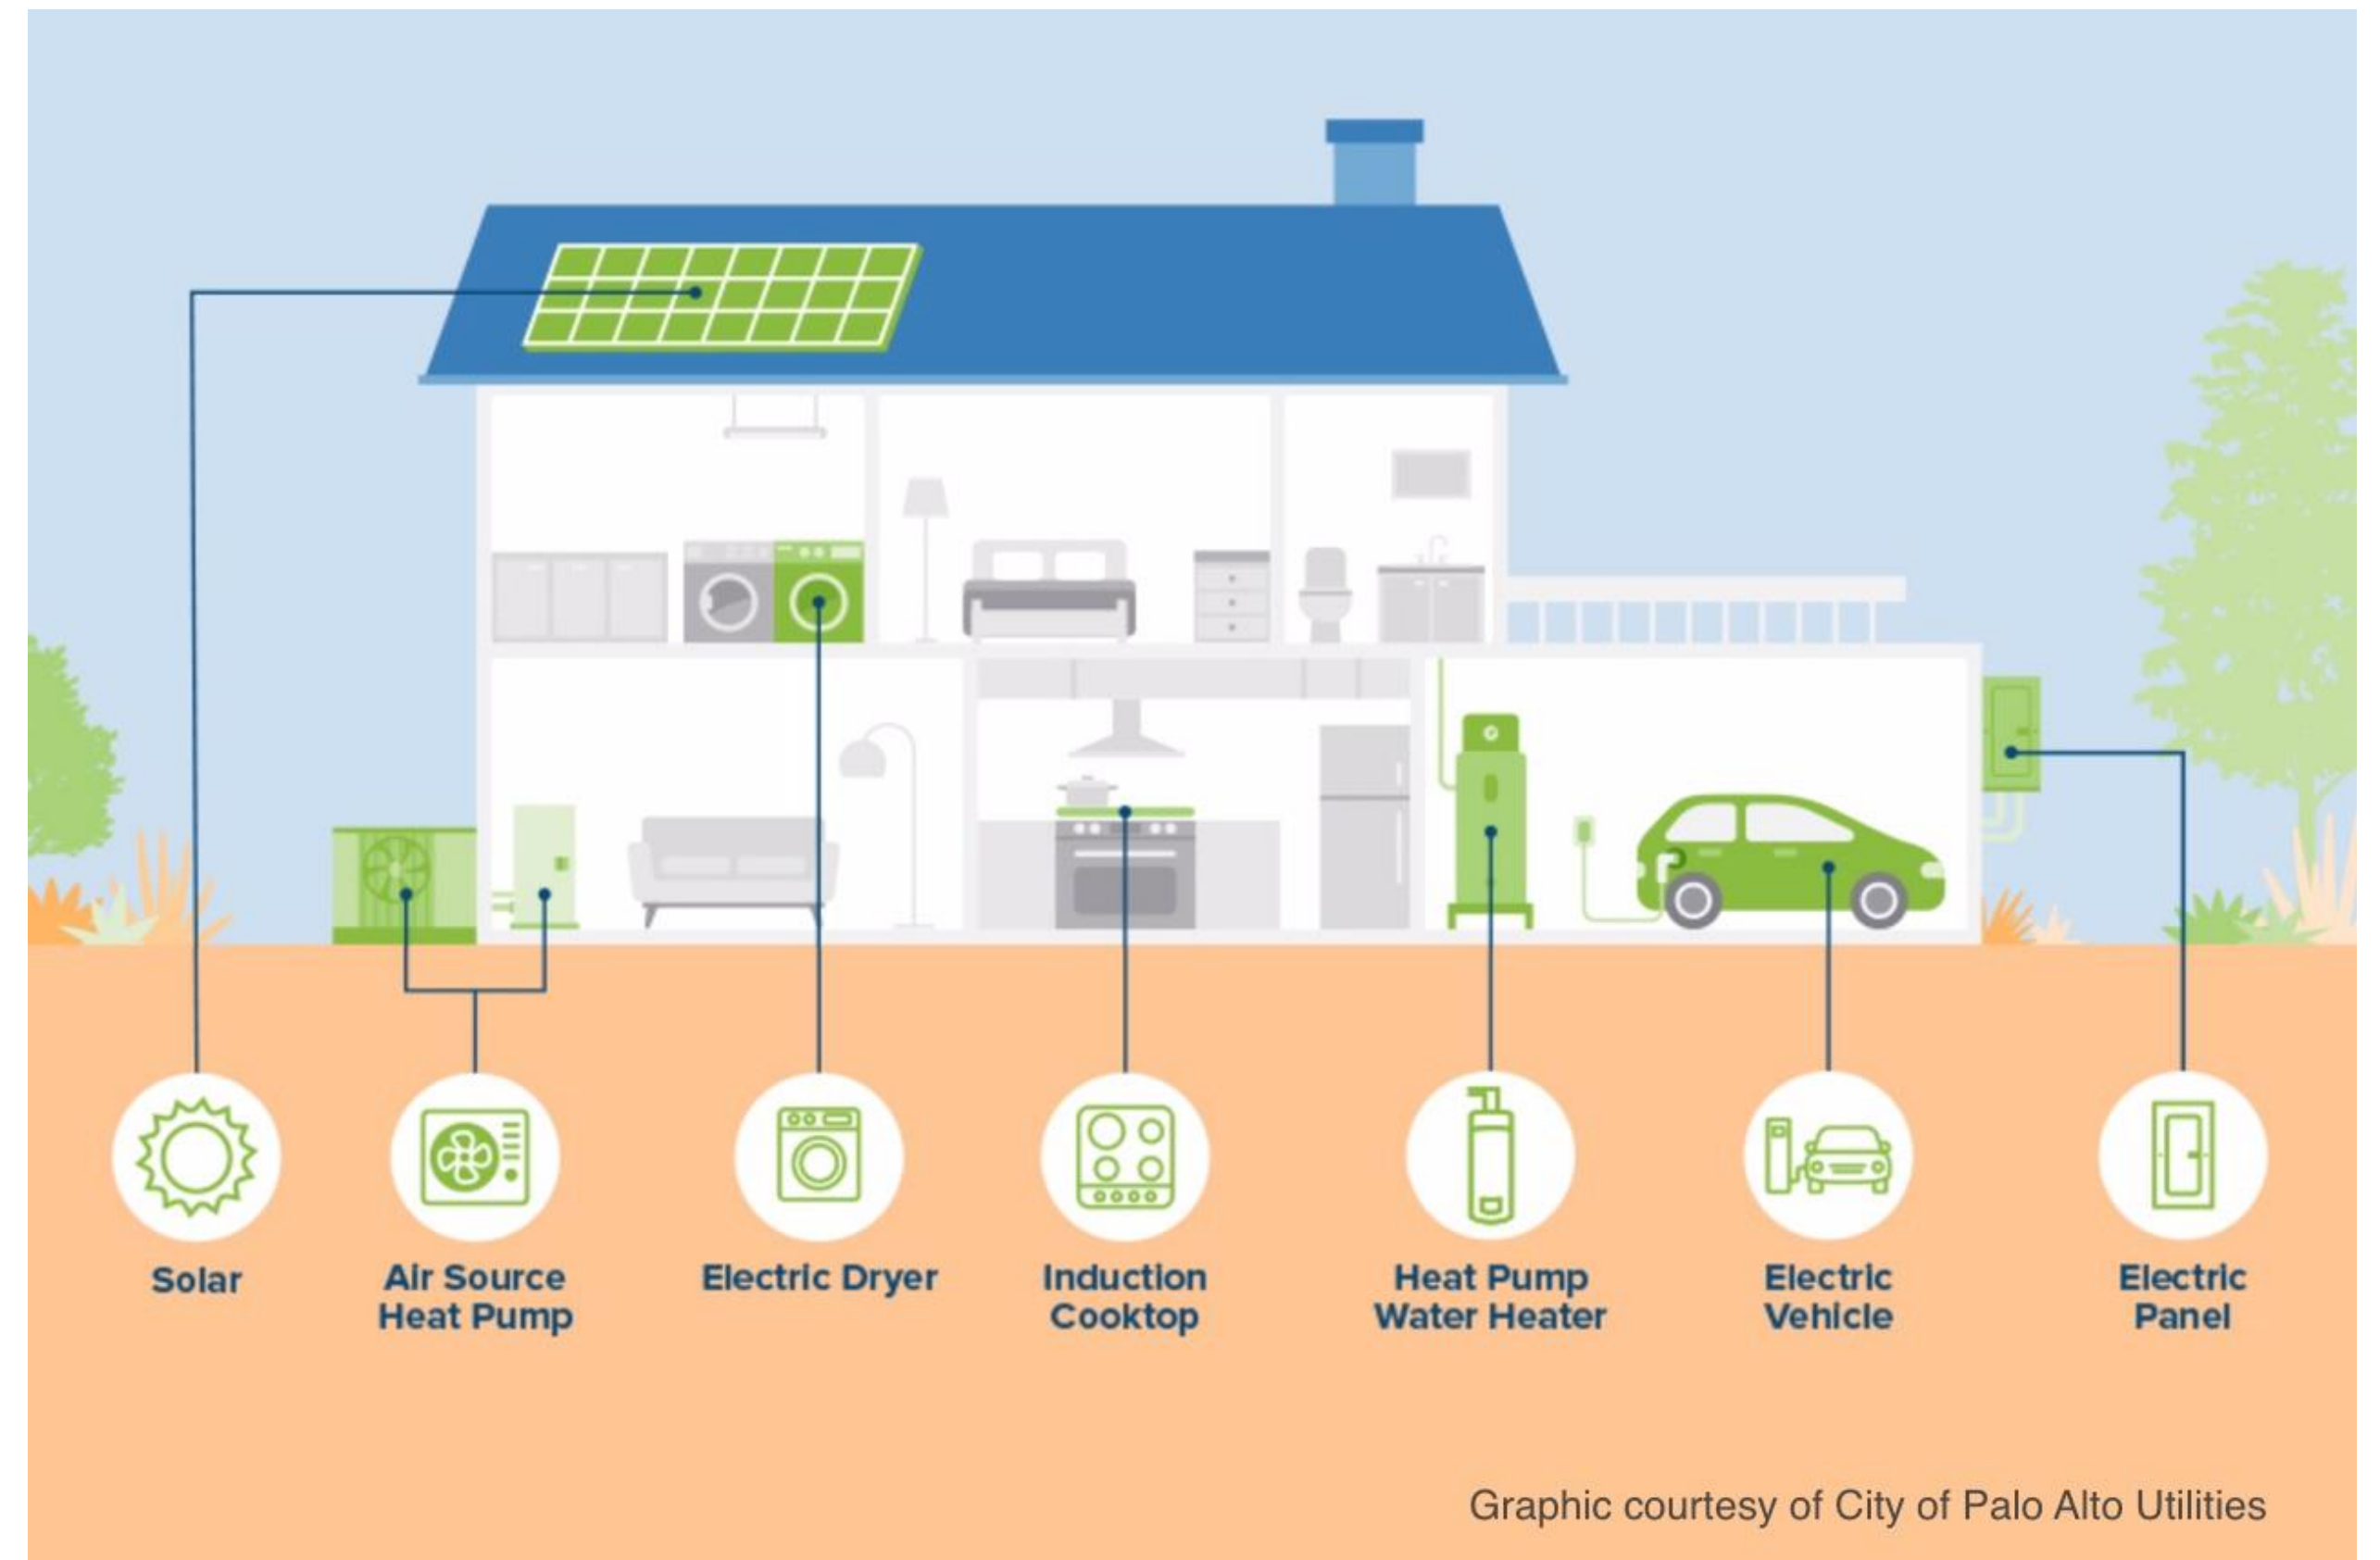 Solar
Air Source
Heat Pump
Electric Dryer
Induction
Cooktop
Heat Pump
Water Heater
Electric
Vehicle
Electric
Panel
Graphic courtesy of City of Palo Alto Utilities